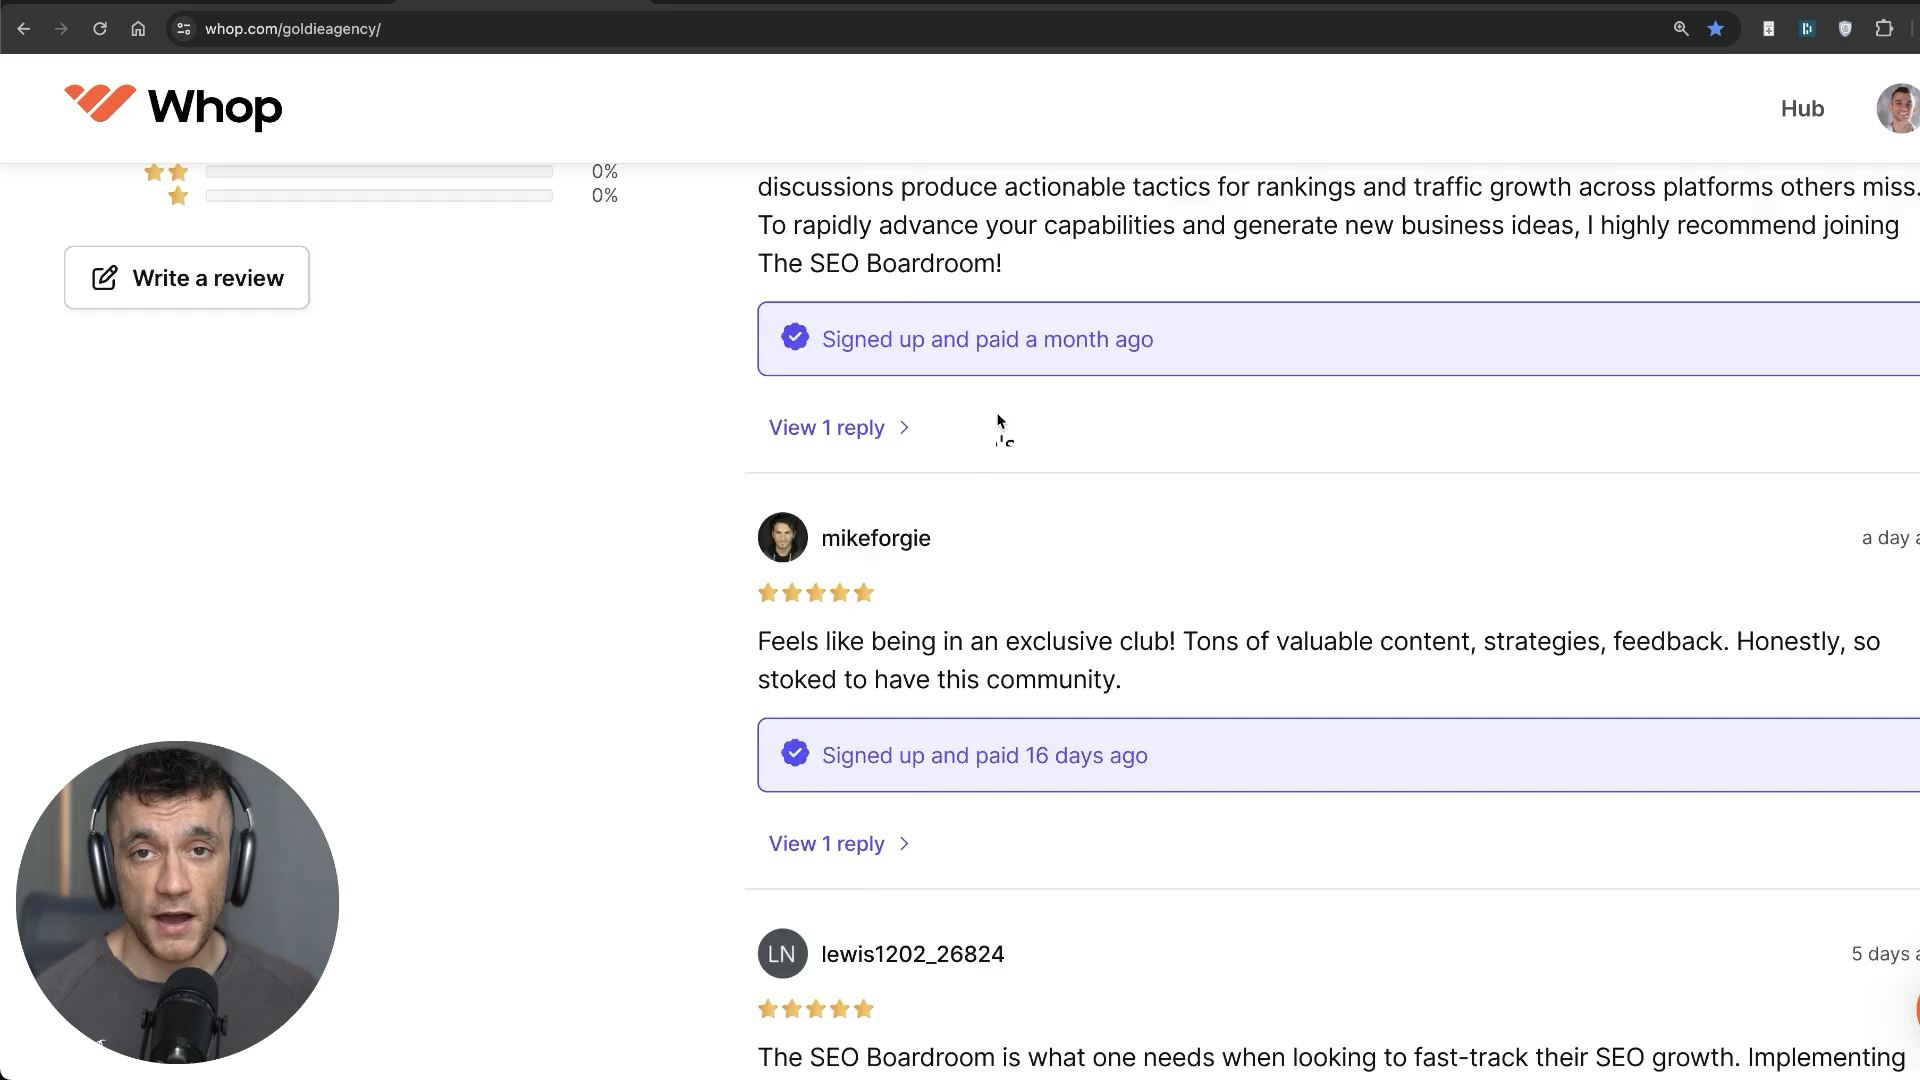 whop.com/goldieagency/
Whop
Hub
0%
0%
Write a review
discussions produce actionable tactics for rankings and traffic growth across platforms others miss.
To rapidly advance your capabilities and generate new business ideas, I highly recommend joining
The SEO Boardroom!
Signed up and paid a month ago
View 1 reply
mikeforgie
a day a
Feels like being in an exclusive club! Tons of valuable content, strategies, feedback. Honestly, so
stoked to have this community.
Signed up and paid 16 days ago
View 1 reply
LN
lewis1202_26824
5 days a
The SEO Boardroom is what one needs when looking to fast-track their SEO growth. Implementing